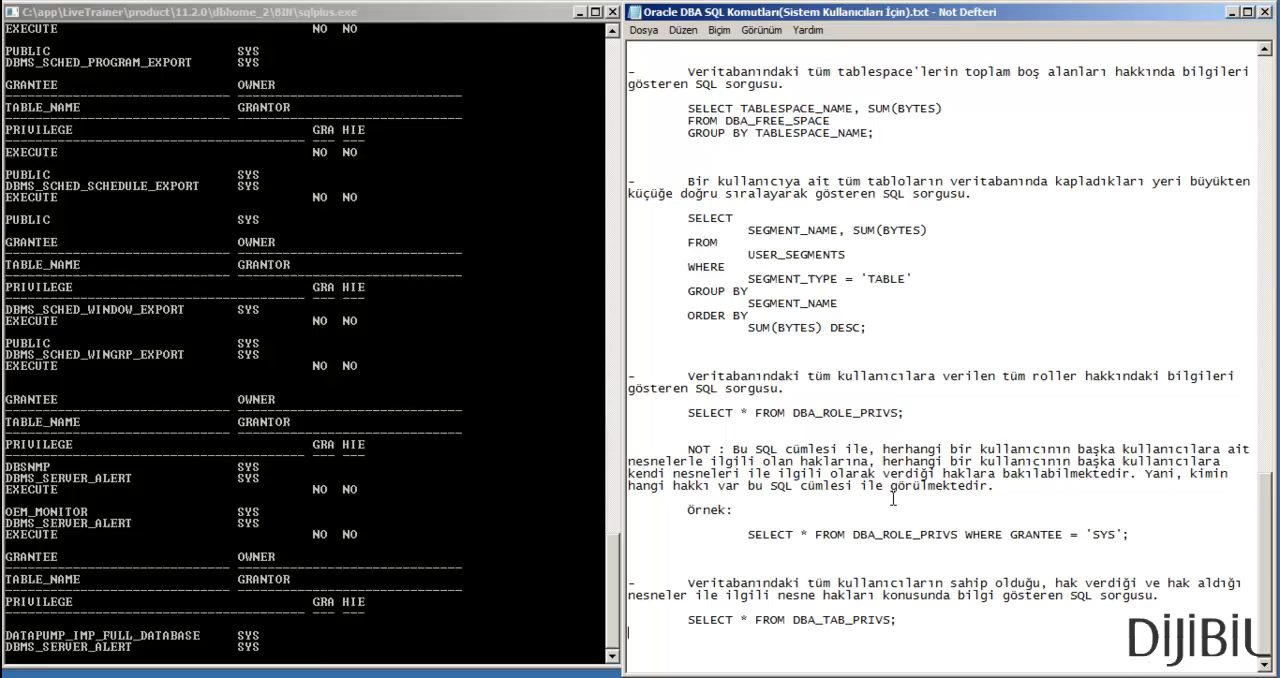 C:\app\LiveTrainer\product\11.2.0\dbhome_2\BIN\sqlplus.exe
EXECUTE NO NO
PUBLIC SYS
DBMS_SCHED_PROGRAM_EXPORT SYS
GRANTEE OWNER
TABLE_NAME GRANTOR
PRIVILEGE GRA HIE
EXECUTE NO NO
PUBLIC SYS
DBMS_SCHED_SCHEDULE_EXPORT SYS
EXECUTE NO NO
PUBLIC SYS
GRANTEE OWNER
TABLE_NAME GRANTOR
PRIVILEGE GRA HIE
DBMS_SCHED_WINDOW_EXPORT SYS
EXECUTE NO NO
PUBLIC SYS
DBMS_SCHED_WINGRP_EXPORT SYS
EXECUTE NO NO
GRANTEE OWNER
TABLE_NAME GRANTOR
PRIVILEGE GRA HIE
DBSNMP SYS
DBMS_SERVER_ALERT SYS
EXECUTE NO NO
OEM_MONITOR SYS
DBMS_SERVER_ALERT SYS
EXECUTE NO NO
GRANTEE OWNER
TABLE_NAME GRANTOR
PRIVILEGE GRA HIE
DATAPUMP_IMP_FULL_DATABASE SYS
DBMS_SERVER_ALERT SYS
Oracle DBA SQL Komutları(Sistem Kullanıcıları İçin).txt - Not Defteri
Dosya Düzen Biçim Görünüm Yardım
- Veritabanındaki tüm tablespace'lerin toplam boş alanları hakkında bilgileri
gösteren SQL sorgusu.
SELECT TABLESPACE_NAME, SUM(BYTES)
FROM DBA_FREE_SPACE
GROUP BY TABLESPACE_NAME;
- Bir kullanıcıya ait tüm tabloların veritabanında kapladıkları yeri büyükten
küçüğe doğru sıralayarak gösteren SQL sorgusu.
SELECT
SEGMENT_NAME, SUM(BYTES)
FROM
USER_SEGMENTS
WHERE
SEGMENT_TYPE = 'TABLE'
GROUP BY
SEGMENT_NAME
ORDER BY
SUM(BYTES) DESC;
- Veritabanındaki tüm kullanıcılara verilen tüm roller hakkındaki bilgileri
gösteren SQL sorgusu.
SELECT * FROM DBA_ROLE_PRIVS;
NOT : Bu SQL cümlesi ile, herhangi bir kullanıcının başka kullanıcılara ait
nesnelerle ilgili olan haklarına, herhangi bir kullanıcının başka kullanıcılara
kendi nesneleri ile ilgili olarak verdiği haklara bakılabilmektedir. Yani, kimin
hangi hakkı var bu SQL cümlesi ile görülmektedir.
Örnek:
SELECT * FROM DBA_ROLE_PRIVS WHERE GRANTEE = 'SYS';
- Veritabanındaki tüm kullanıcıların sahip olduğu, hak verdiği ve hak aldığı
nesneler ile ilgili nesne hakları konusunda bilgi gösteren SQL sorgusu.
SELECT * FROM DBA_TAB_PRIVS;
DİJİBİL